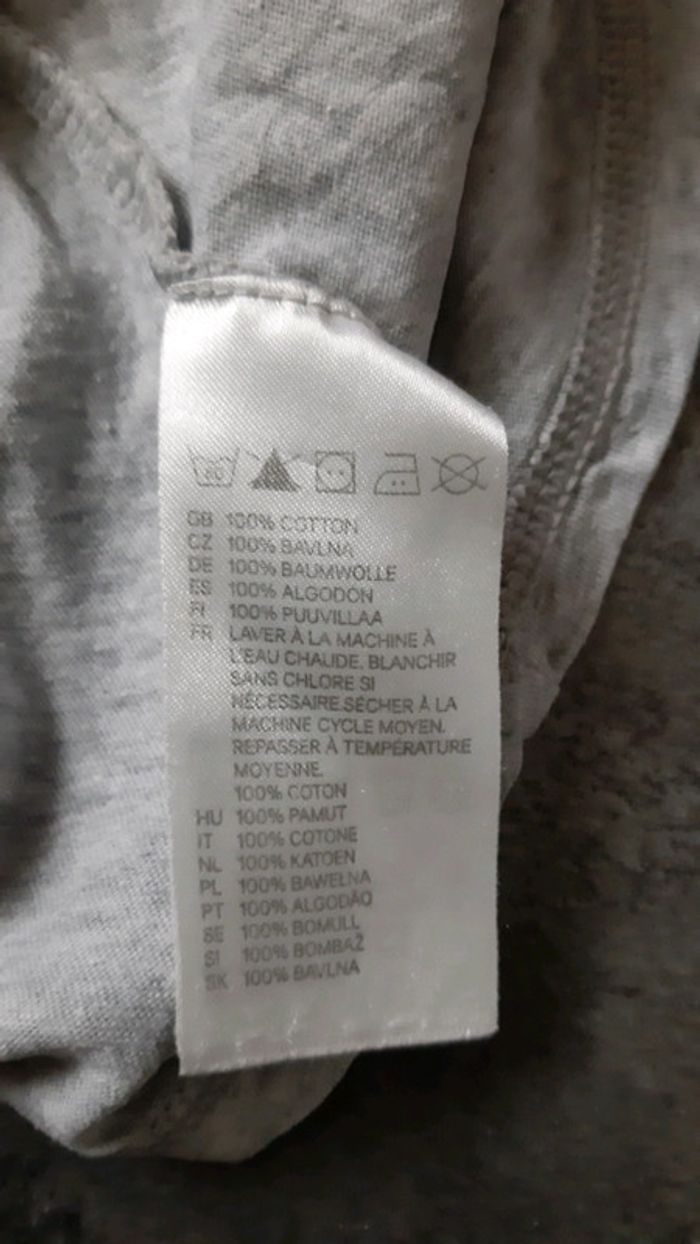 GB 100% COTTON
CZ 100% BAVLNA
DE 100% BAUMWOLLE
ES 100% ALGODON
FI 100% PUUVILLAA
FR LAVER À LA MACHINE À
L'EAU CHAUDE. BLANCHIR
SANS CHLORE SI
NÉCESSAIRE.SÉCHER À LA
MACHINE CYCLE MOYEN.
REPASSER À TEMPÉRATURE
MOYENNE.
100% COTON
HU 100% PAMUT
IT 100% COTONE
NL 100% KATOEN
PL 100% BAWEŁNA
PT 100% ALGODÃO
SE 100% BOMULL
SI 100% BOMBAŽ
SK 100% BAVLNA